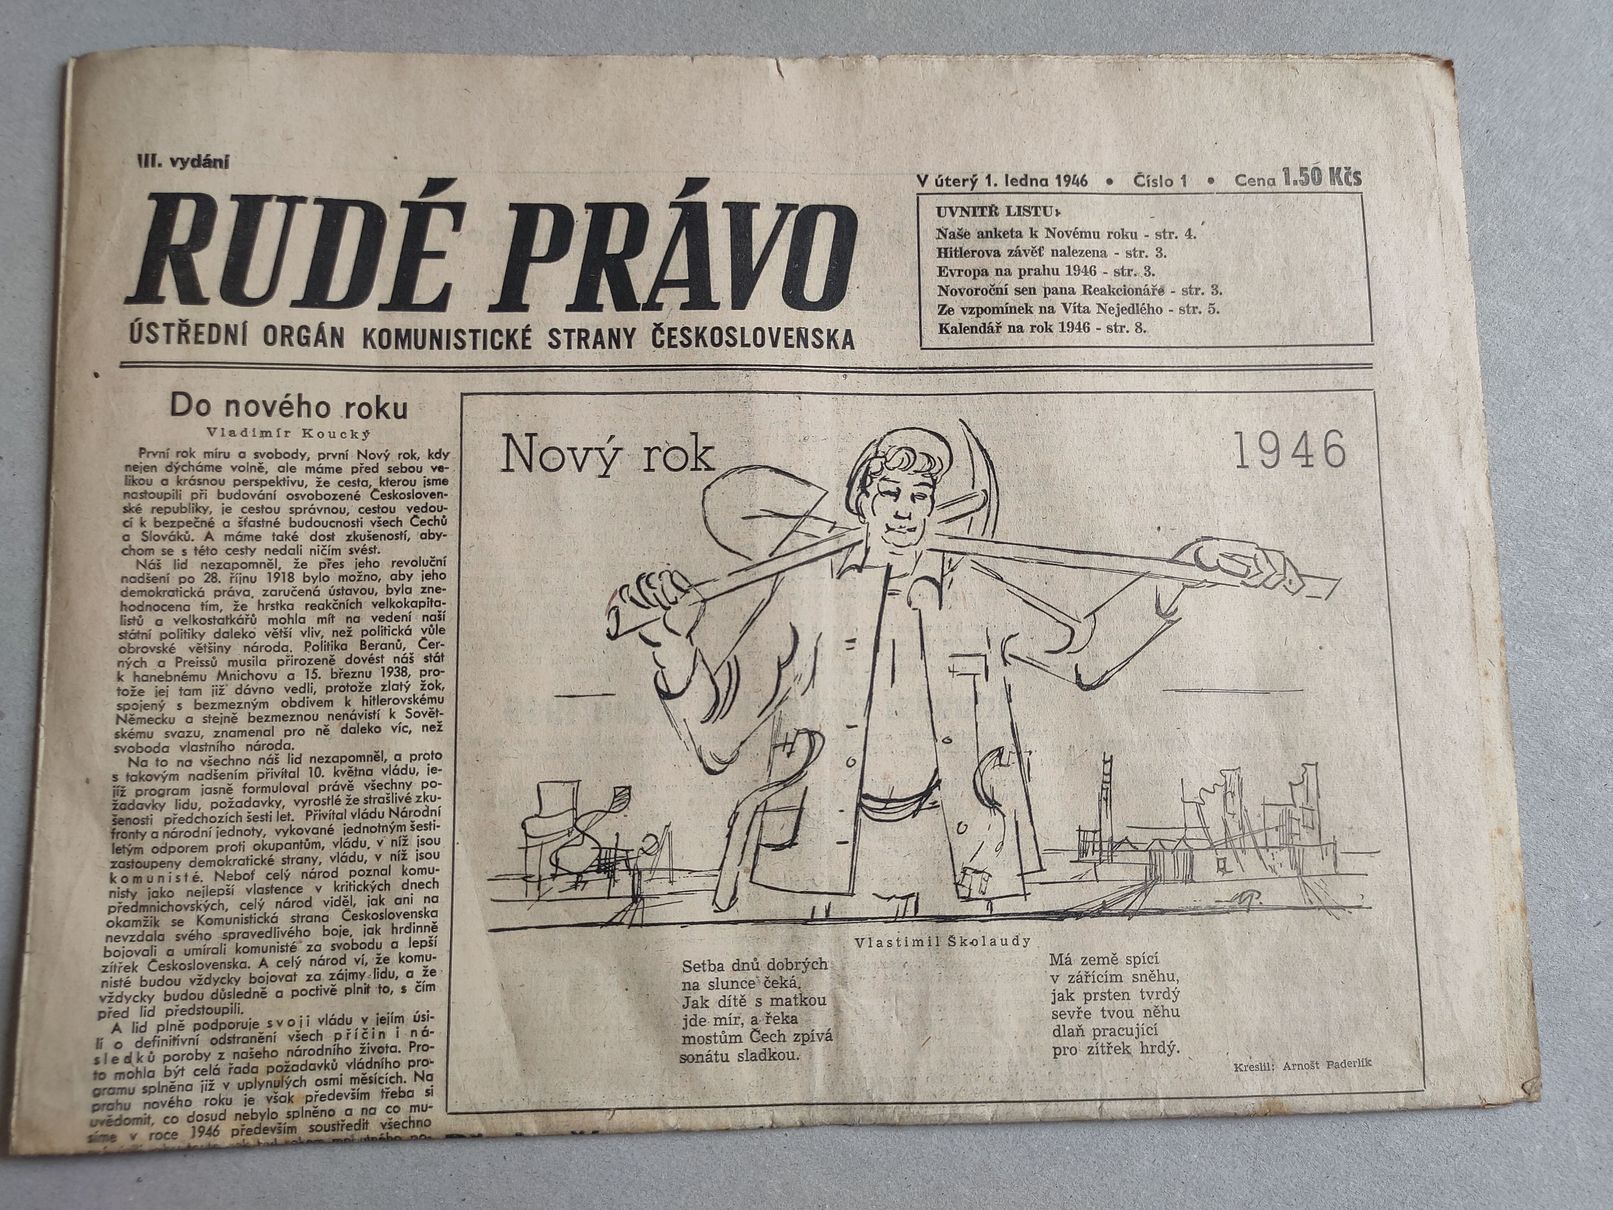 III. vydání
RUDÉ PRÁVO
ÚSTŘEDNÍ ORGÁN KOMUNISTICKÉ STRANY ČESKOSLOVENSKA
V úterý 1. ledna 1946 • Číslo 1 • Cena 1.50 Kčs
UVNITŘ LISTU:
Naše anketa k Novému roku - str. 4.
Hitlerova závěť nalezena - str. 3.
Evropa na prahu 1946 - str. 3.
Novoroční sen pana Reakcionáře - str. 3.
Ze vzpomínek na Víta Nejedlého - str. 5.
Kalendář na rok 1946 - str. 8.
Do nového roku
Vladimír Koucký
První rok míru a svobody, první Nový rok, kdy
nejen dýcháme volně, ale máme před sebou ve-
likou a krásnou perspektivu, že cesta, kterou jsme
nastoupili při budování osvobozené Českosloven-
ské republiky, je cestou správnou, cestou vedou-
cí k bezpečné a šťastné budoucnosti všech Čechů
a Slováků. A máme také dost zkušeností, aby-
chom se s této cesty nedali ničím svést.
Náš lid nezapomněl, že přes jeho revoluční
nadšení po 28. říjnu 1918 bylo možno, aby jeho
demokratická práva, zaručená ústavou, byla zne-
hodnocena tím, že hrstka reakčních velkokapita-
listů a velkostatkářů mohla mít na vedení naší
státní politiky daleko větší vliv, než politická vůle
obrovské většiny národa. Politika Beranů, Čer-
ných a Preissů musila přirozeně dovést náš stát
k hanebnému Mnichovu a 15. březnu 1938, pro-
tože jej tam již dávno vedli, protože zlatý žok,
spojený s bezmezným obdivem k hitlerovskému
Německu a stejně bezmeznou nenávistí k Sovět-
skému svazu, znamenal pro ně daleko víc, než
svoboda vlastního národa.
Na to na všechno náš lid nezapomněl, a proto
s takovým nadšením přivítal 10. května vládu, je-
jíž program jasně formuloval právě všechny po-
žadavky lidu, požadavky, vyrostlé ze strašlivé zku-
šenosti předchozích šesti let. Přivítal vládu Národní
fronty a národní jednoty, vykované jednotným šesti-
letým odporem proti okupantům, vládu, v níž jsou
zastoupeny demokratické strany, vládu, v níž jsou
komunisté. Neboť celý národ poznal komu-
nisty jako nejlepší vlastence v kritických dnech
předmnichovských, celý národ viděl, jak ani na
okamžik se Komunistická strana Československa
nevzdala svého spravedlivého boje, jak hrdinně
bojovali a umírali komunisté za svobodu a lepší
zítřek Československa. A celý národ ví, že komu-
nisté budou vždycky bojovat za zájmy lidu, a že
vždycky budou důsledně a poctivě plnit to, s čím
před lid předstoupili.
A lid plně podporuje svoji vládu v jejím úsi-
lí o definitivní odstranění všech příčin i ná-
sledků poroby z našeho národního života. Pro-
to mohla být celá řada požadavků vládního pro-
gramu splněna již v uplynulých osmi měsících. Na
prahu nového roku je však především třeba si
uvědomit, co dosud nebylo splněno a na co mu-
síme v roce 1946 především soustředit všechno
Nový rok 1946
Vlastimil Školaudy
Setba dnů dobrých
na slunce čeká.
Jak dítě s matkou
jde mír, a řeka
mostům Čech zpívá
sonátu sladkou.
Má země spící
v zářícím sněhu,
jak prsten tvrdý
sevře tvou něhu
dlaň pracující
pro zítřek hrdý.
Kreslil: Arnošt Paderlík